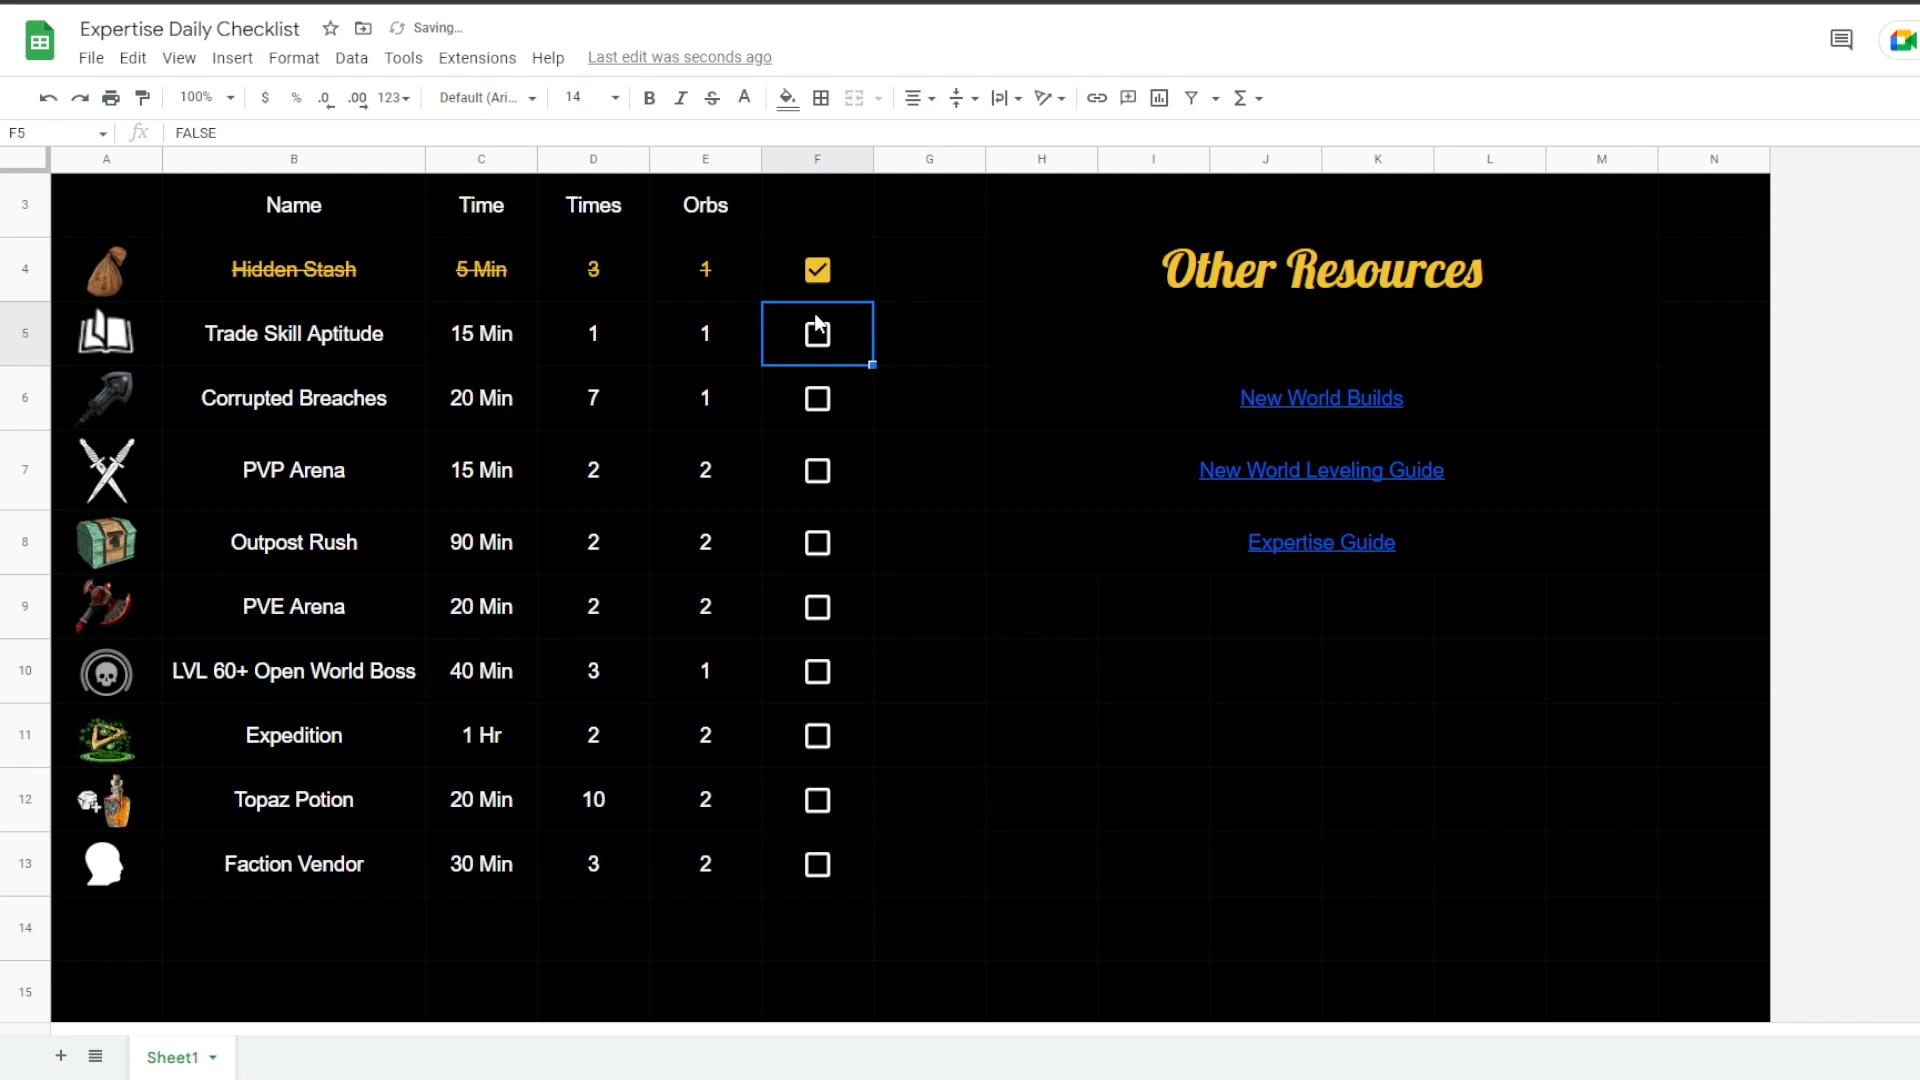 Expertise Daily Checklist Saving...
File Edit View Insert Format Data Tools Extensions Help Last edit was seconds ago
100% $ % .0 .00 123 Default (Ari... 14 B I S A Σ
F5 fx FALSE
A B C D E F G H I J K L M N
3 Name Time Times Orbs
4 Hidden Stash 5 Min 3 1 Other Resources
5 Trade Skill Aptitude 15 Min 1 1
6 Corrupted Breaches 20 Min 7 1 New World Builds
7 PVP Arena 15 Min 2 2 New World Leveling Guide
8 Outpost Rush 90 Min 2 2 Expertise Guide
9 PVE Arena 20 Min 2 2
10 LVL 60+ Open World Boss 40 Min 3 1
11 Expedition 1 Hr 2 2
12 Topaz Potion 20 Min 10 2
13 Faction Vendor 30 Min 3 2
14
15
+ Sheet1